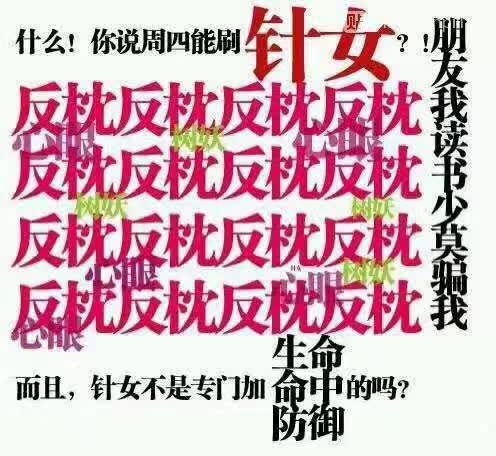 什么！你说周四能刷针女？！
朋友我读书少莫骗我
反枕反枕反枕反枕
心眼 树妖 心眼
反枕反枕反枕反枕
树妖 树妖
反枕反枕反枕反枕
心眼 心眼 树妖
反枕反枕反枕反枕
心眼
生命
而且，针女不是专门加命中的吗？
防御